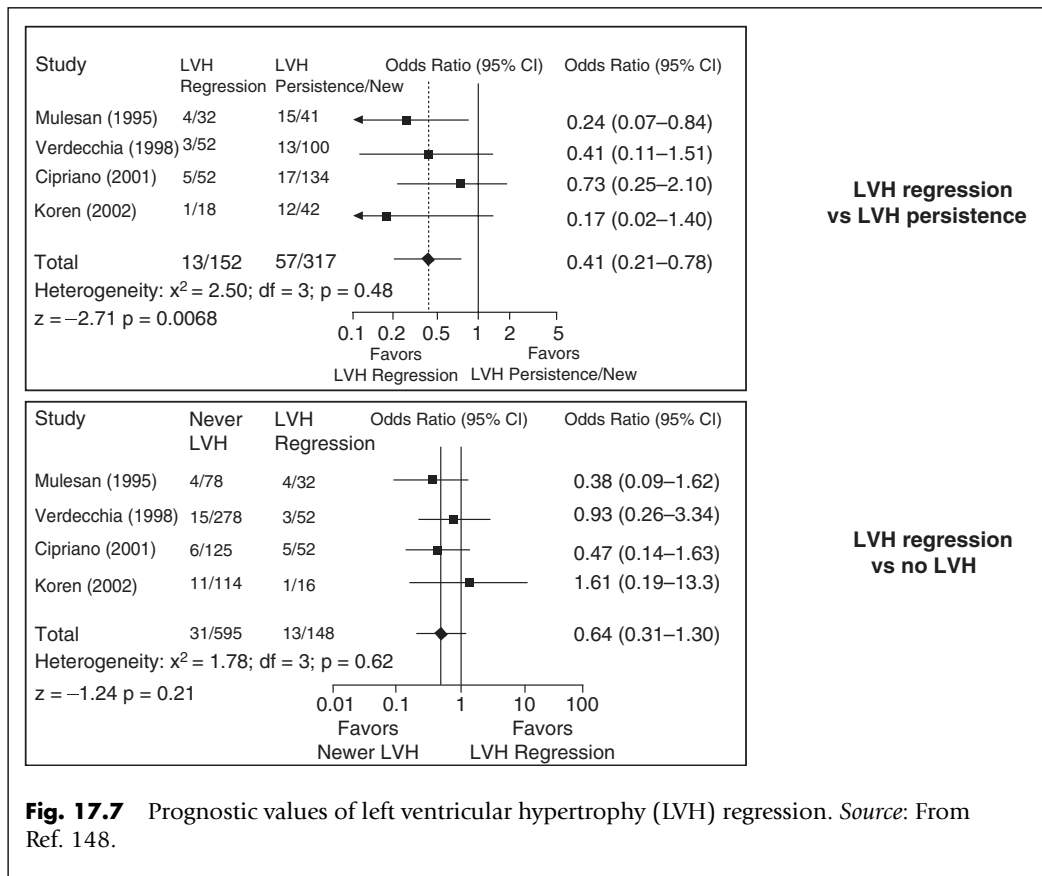 Study LVH Regression LVH Persistence/New Odds Ratio (95% CI) Odds Ratio (95% CI)
Mulesan (1995) 4/32 15/41 0.24 (0.07–0.84)
Verdecchia (1998) 3/52 13/100 0.41 (0.11–1.51)
Cipriano (2001) 5/52 17/134 0.73 (0.25–2.10)
Koren (2002) 1/18 12/42 0.17 (0.02–1.40)
Total 13/152 57/317 0.41 (0.21–0.78)
Heterogeneity: x² = 2.50; df = 3; p = 0.48
z = −2.71 p = 0.0068
0.1 0.2 0.5 1 2 5
Favors Favors
LVH Regression LVH Persistence/New
LVH regression
vs LVH persistence
Study Never LVH LVH Regression Odds Ratio (95% CI) Odds Ratio (95% CI)
Mulesan (1995) 4/78 4/32 0.38 (0.09–1.62)
Verdecchia (1998) 15/278 3/52 0.93 (0.26–3.34)
Cipriano (2001) 6/125 5/52 0.47 (0.14–1.63)
Koren (2002) 11/114 1/16 1.61 (0.19–13.3)
Total 31/595 13/148 0.64 (0.31–1.30)
Heterogeneity: x² = 1.78; df = 3; p = 0.62
z = −1.24 p = 0.21
0.01 0.1 1 10 100
Favors Favors
Newer LVH LVH Regression
LVH regression
vs no LVH
Fig. 17.7 Prognostic values of left ventricular hypertrophy (LVH) regression. Source: From
Ref. 148.